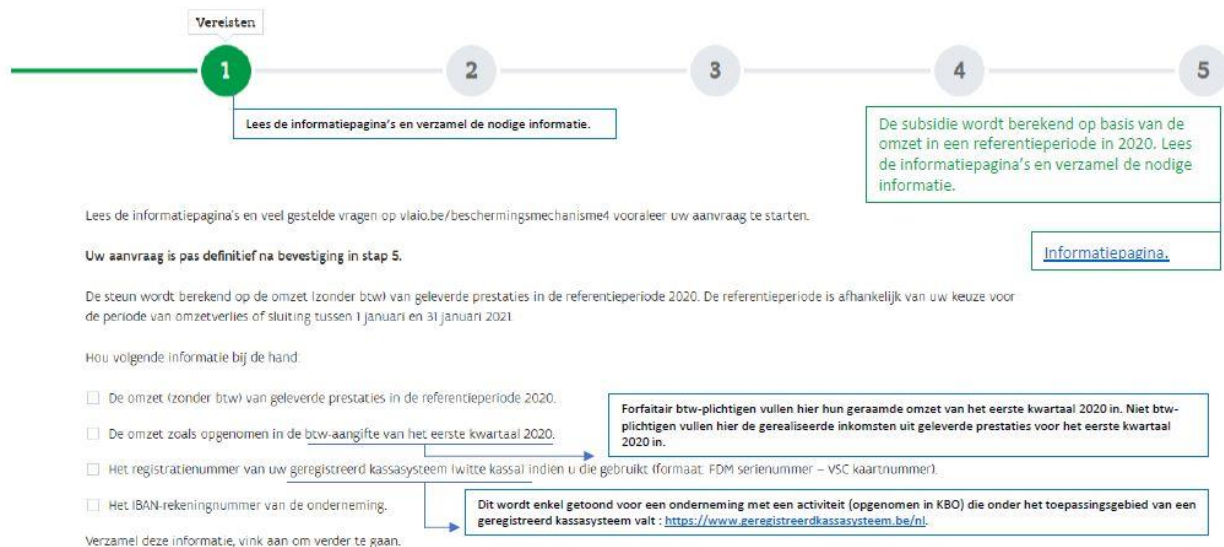 Vereisten
1
2
3
4
5
Lees de informatiepagina's en verzamel de nodige informatie.
De subsidie wordt berekend op basis van de
omzet in een referentieperiode in 2020. Lees
de informatiepagina's en verzamel de nodige
informatie.
Lees de informatiepagina's en veel gestelde vragen op vlaio.be/beschermingsmechanisme4 vooraleer uw aanvraag te starten.
Informatiepagina.
Uw aanvraag is pas definitief na bevestiging in stap 5.
De steun wordt berekend op de omzet (zonder btw) van geleverde prestaties in de referentieperiode 2020. De referentieperiode is afhankelijk van uw keuze voor
de periode van omzetverlies of sluiting tussen 1 januari en 31 januari 2021.
Hou volgende informatie bij de hand:
De omzet (zonder btw) van geleverde prestaties in de referentieperiode 2020.
De omzet zoals opgenomen in de btw-aangifte van het eerste kwartaal 2020.
Forfaitair btw-plichtigen vullen hier hun geraamde omzet van het eerste kwartaal 2020 in. Niet btw-
plichtigen vullen hier de gerealiseerde inkomsten uit geleverde prestaties voor het eerste kwartaal
2020 in.
Het registratienummer van uw geregistreerd kassasysteem (witte kassa) indien u die gebruikt (formaat: FDM serienummer – VSC kaartnummer).
Het IBAN-rekeningnummer van de onderneming.
Dit wordt enkel getoond voor een onderneming met een activiteit (opgenomen in KBO) die onder het toepassingsgebied van een
geregistreerd kassasysteem valt : https://www.geregistreerdkassasysteem.be/nl.
Verzamel deze informatie, vink aan om verder te gaan.